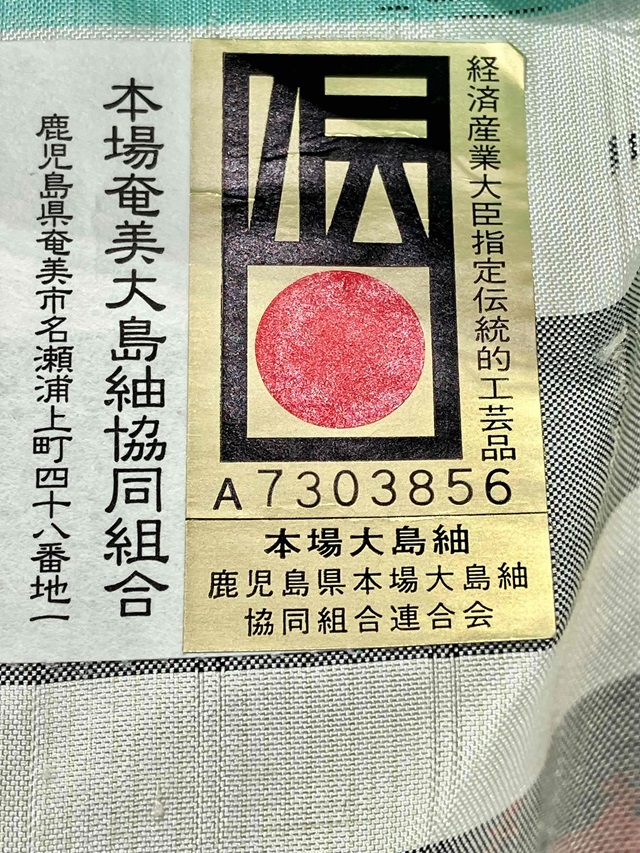 経済産業大臣指定伝統的工芸品
伝
A7303856
本場大島紬
鹿児島県本場大島紬
協同組合連合会
本場奄美大島紬協同組合
鹿児島県奄美市名瀬浦上町四十八番地一